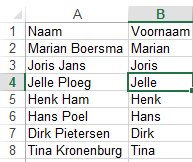 A B
1 Naam Voornaam
2 Marian Boersma Marian
3 Joris Jans Joris
4 Jelle Ploeg Jelle
5 Henk Ham Henk
6 Hans Poel Hans
7 Dirk Pietersen Dirk
8 Tina Kronenburg Tina